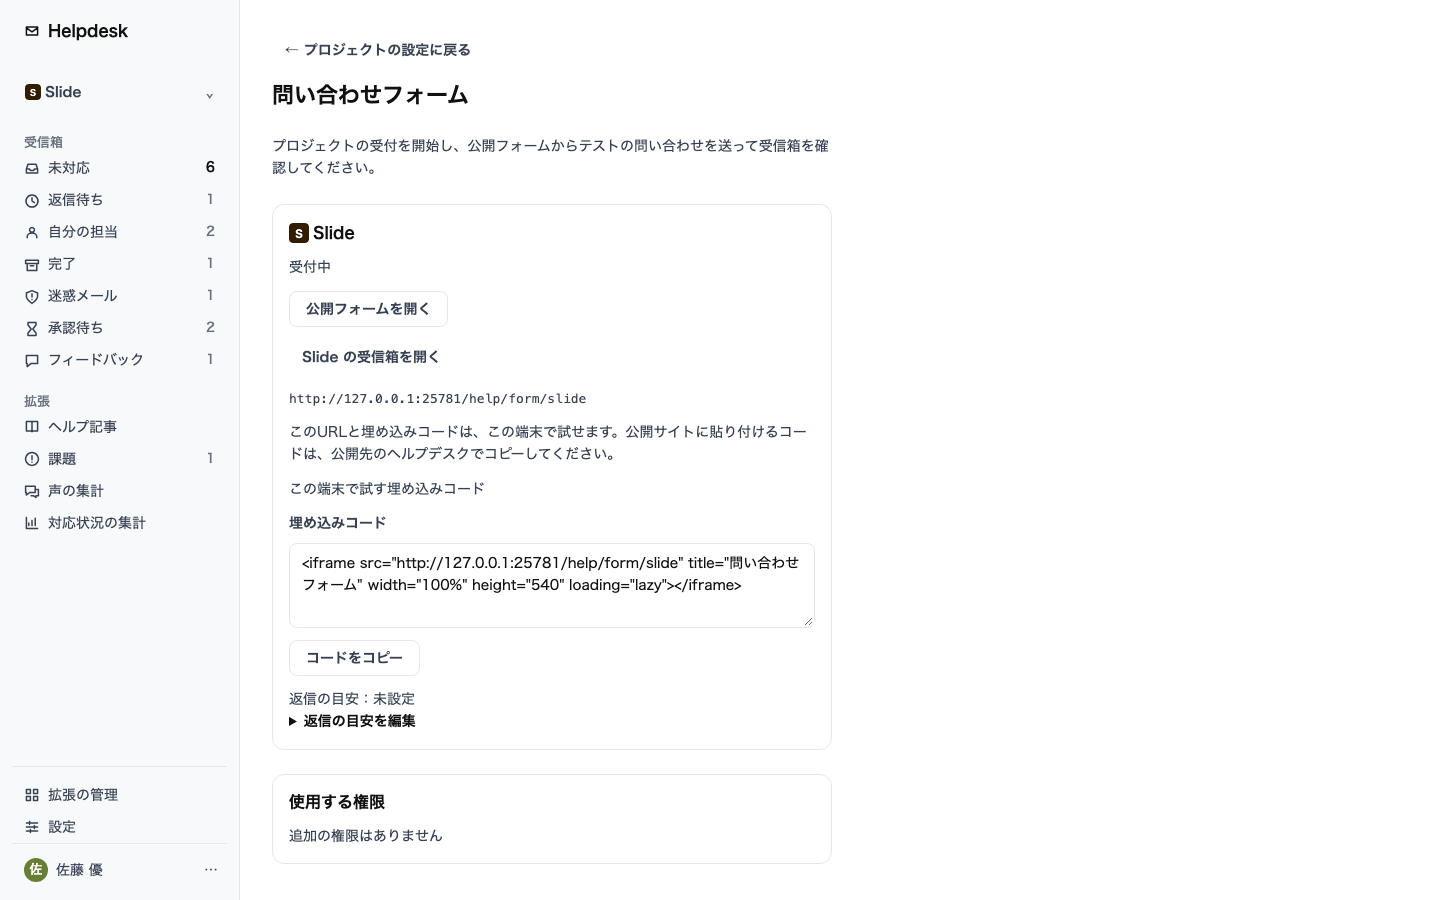 Helpdesk
S Slide
受信箱
未対応 6
返信待ち 1
自分の担当 2
完了 1
迷惑メール 1
承認待ち 2
フィードバック 1
拡張
ヘルプ記事
課題 1
声の集計
対応状況の集計
拡張の管理
設定
佐 佐藤 優 …
← プロジェクトの設定に戻る
問い合わせフォーム
プロジェクトの受付を開始し、公開フォームからテストの問い合わせを送って受信箱を確
認してください。
S Slide
受付中
公開フォームを開く
Slide の受信箱を開く
http://127.0.0.1:25781/help/form/slide
このURLと埋め込みコードは、この端末で試せます。公開サイトに貼り付けるコー
ドは、公開先のヘルプデスクでコピーしてください。
この端末で試す埋め込みコード
埋め込みコード
<iframe src="http://127.0.0.1:25781/help/form/slide" title="問い合わせ
フォーム" width="100%" height="540" loading="lazy"></iframe>
コードをコピー
返信の目安：未設定
▶ 返信の目安を編集
使用する権限
追加の権限はありません